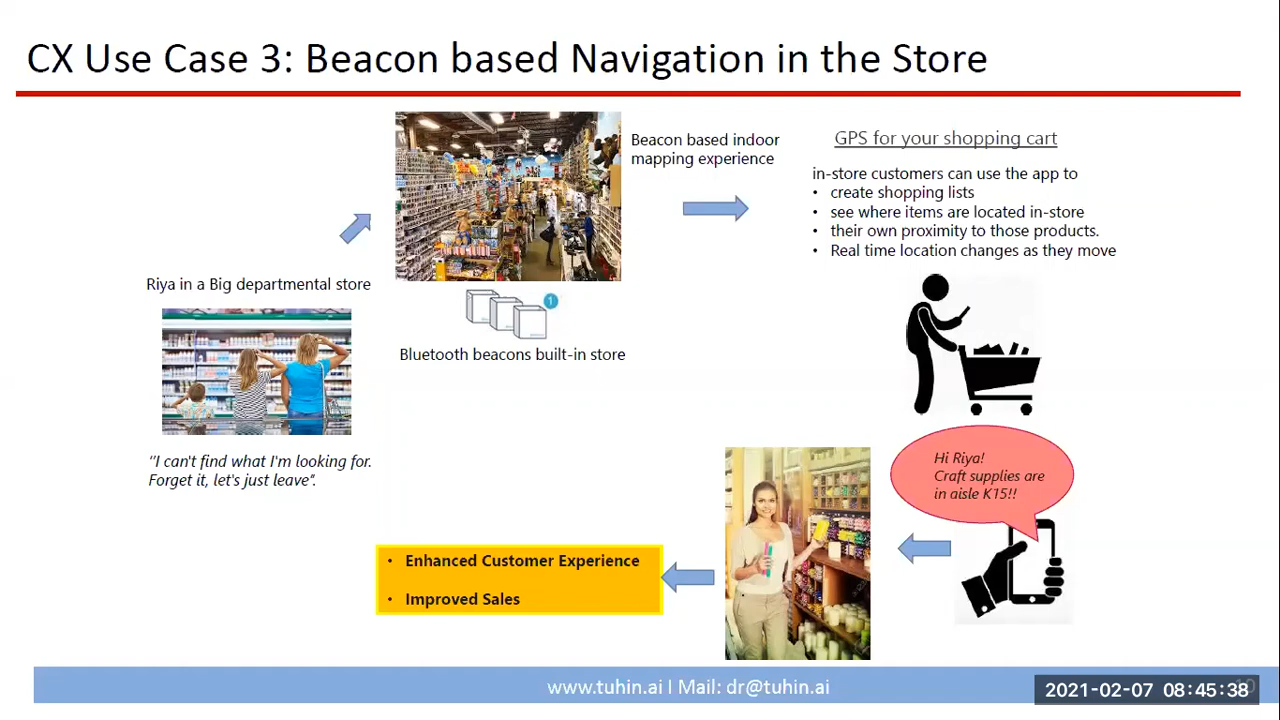 CX Use Case 3: Beacon based Navigation in the Store
Beacon based indoor
mapping experience
GPS for your shopping cart
in-store customers can use the app to
• create shopping lists
• see where items are located in-store
• their own proximity to those products.
• Real time location changes as they move
Riya in a Big departmental store
1
Bluetooth beacons built-in store
"I can't find what I'm looking for.
Forget it, let's just leave".
Hi Riya!
Craft supplies are
in aisle K15!!
• Enhanced Customer Experience
• Improved Sales
www.tuhin.ai I Mail: dr@tuhin.ai
2021-02-07 08:45:38